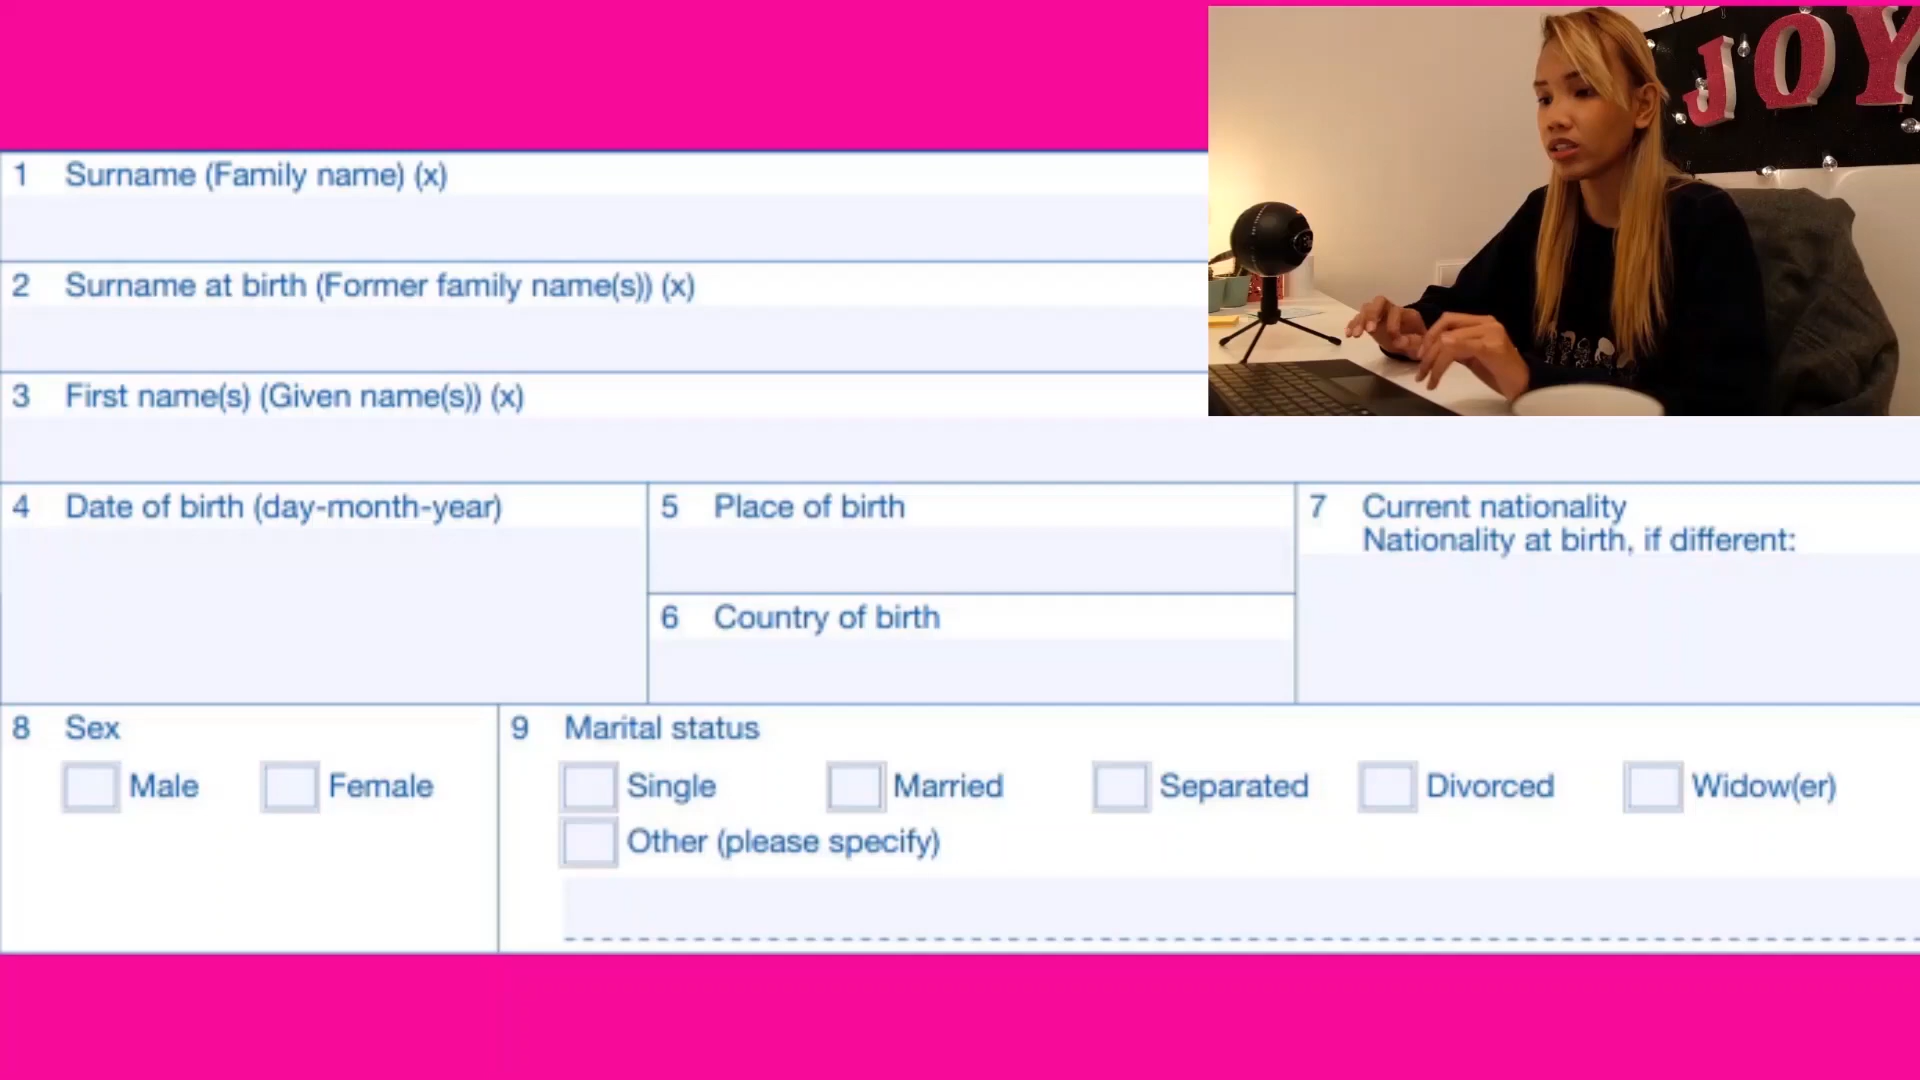 JOY
1 Surname (Family name) (x)
2 Surname at birth (Former family name(s)) (x)
3 First name(s) (Given name(s)) (x)
4 Date of birth (day-month-year)
5 Place of birth
6 Country of birth
7 Current nationality
Nationality at birth, if different:
8 Sex
Male Female
9 Marital status
Single Married Separated Divorced Widow(er)
Other (please specify)